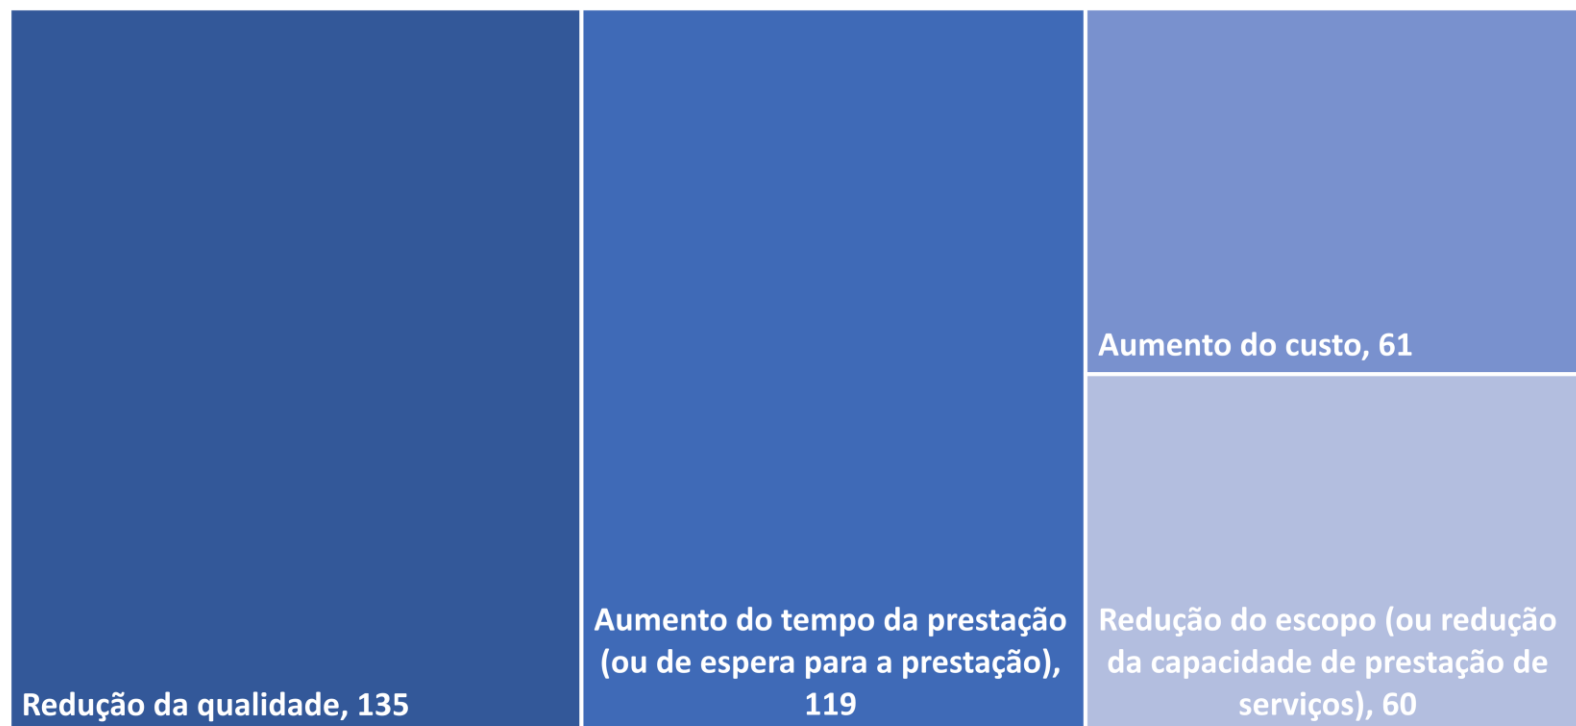 Redução da qualidade, 135
Aumento do tempo da prestação
(ou de espera para a prestação),
119
Aumento do custo, 61
Redução do escopo (ou redução
da capacidade de prestação de
serviços), 60